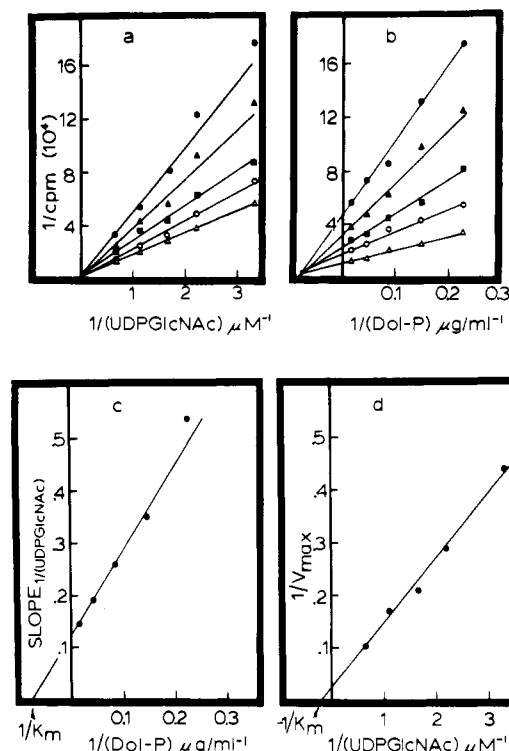 a
b
16
12
8
4
1/cpm (10⁴)
1
2
3
1/(UDPGlcNAc) μM⁻¹
16
12
8
4
0.1
0.2
0.3
1/(Dol-P) μg/ml⁻¹
c
d
.5
.4
.3
.2
.1
SLOPE 1/(UDPGlcNAc)
0.1
0.2
0.3
1/Km
1/(Dol-P) μg/ml⁻¹
.5
.4
.3
.2
.1
1/Vmax
1
2
3
-1/Km
1/(UDPGlcNAc) μM⁻¹